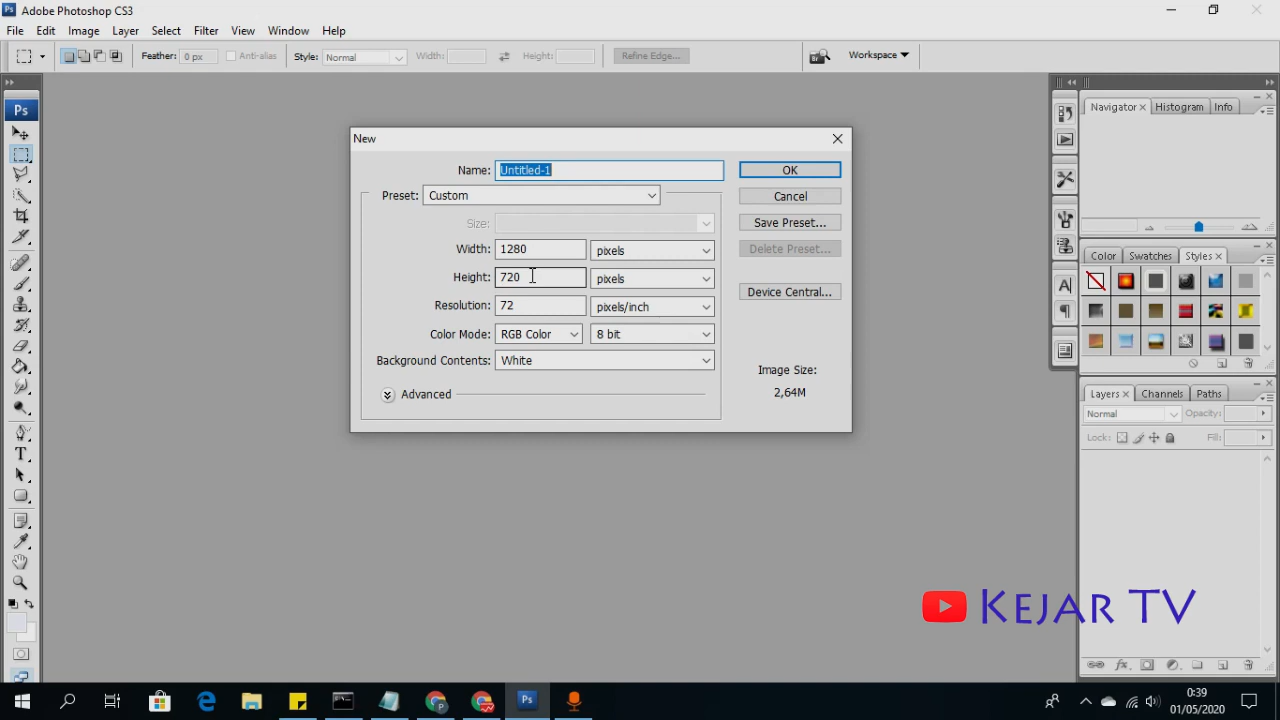 Adobe Photoshop CS3
File Edit Image Layer Select Filter View Window Help
Feather: 0 px Anti-alias Style: Normal Width: Height: Refine Edge... Workspace
Ps
Navigator Histogram Info
New
Name: Untitled-1 OK
Preset: Custom Cancel
Size: Save Preset...
Width: 1280 pixels Delete Preset...
Height: 720 pixels
Device Central...
Resolution: 72 pixels/inch
Color Mode: RGB Color 8 bit
Background Contents: White
Image Size:
2,64M
Advanced
Color Swatches Styles
Layers Channels Paths
Normal Opacity:
Lock: Fill:
KEJAR TV
0:39
01/05/2020